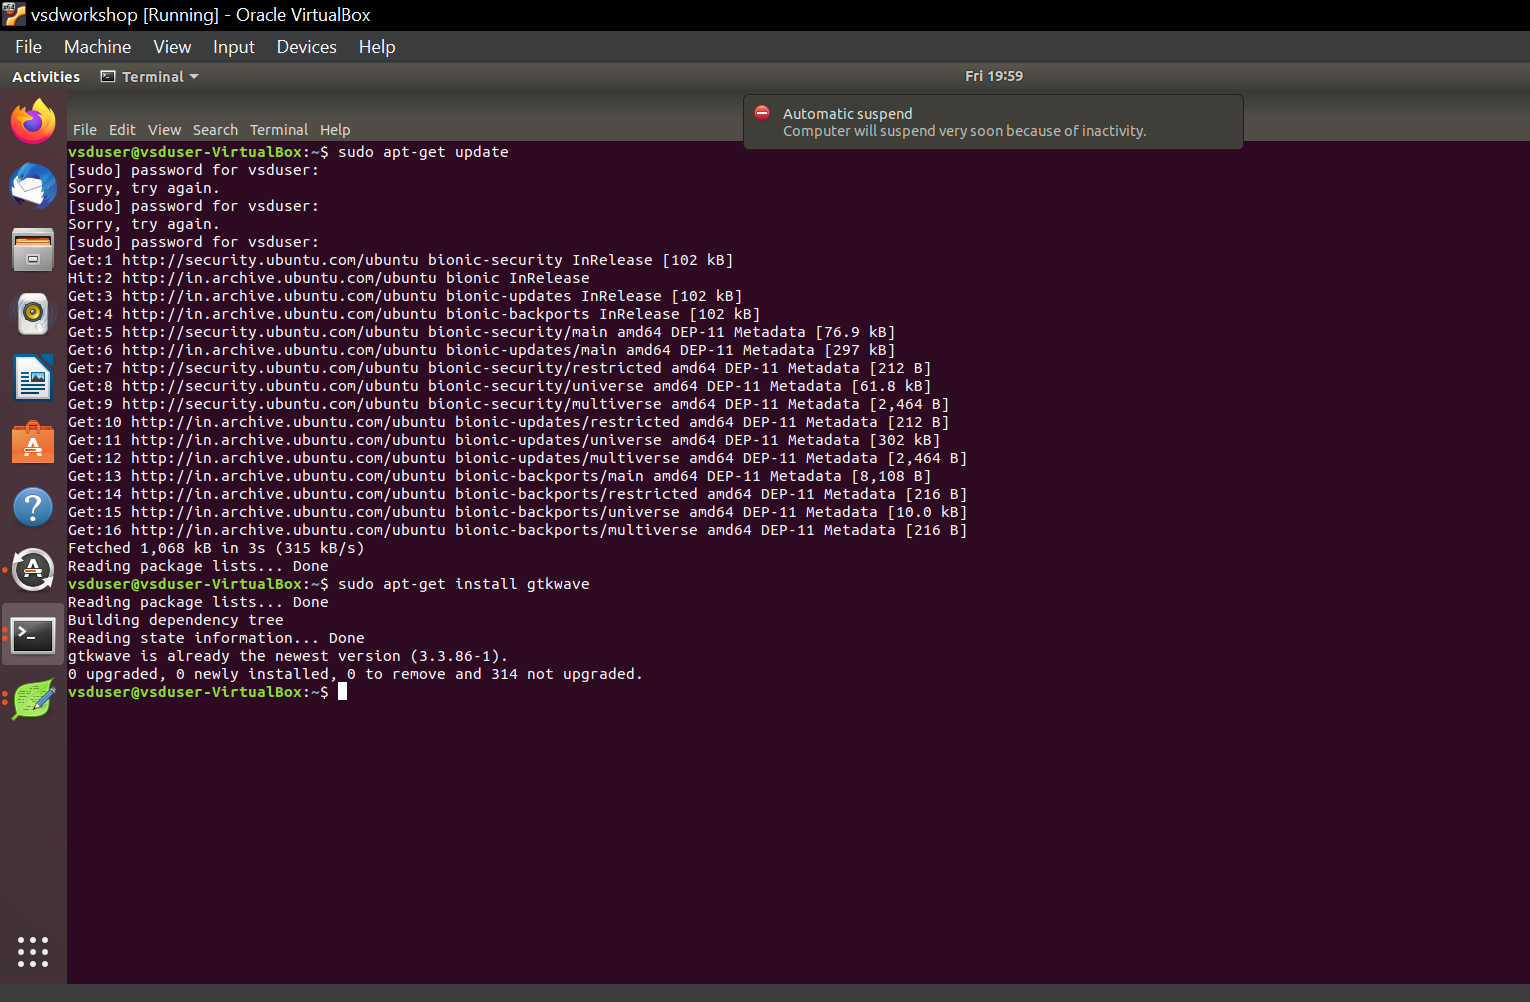 vsdworkshop [Running] - Oracle VirtualBox
File Machine View Input Devices Help
Activities Terminal Fri 19:59
Automatic suspend
Computer will suspend very soon because of inactivity.
File Edit View Search Terminal Help
vsduser@vsduser-VirtualBox:~$ sudo apt-get update
[sudo] password for vsduser:
Sorry, try again.
[sudo] password for vsduser:
Sorry, try again.
[sudo] password for vsduser:
Get:1 http://security.ubuntu.com/ubuntu bionic-security InRelease [102 kB]
Hit:2 http://in.archive.ubuntu.com/ubuntu bionic InRelease
Get:3 http://in.archive.ubuntu.com/ubuntu bionic-updates InRelease [102 kB]
Get:4 http://in.archive.ubuntu.com/ubuntu bionic-backports InRelease [102 kB]
Get:5 http://security.ubuntu.com/ubuntu bionic-security/main amd64 DEP-11 Metadata [76.9 kB]
Get:6 http://in.archive.ubuntu.com/ubuntu bionic-updates/main amd64 DEP-11 Metadata [297 kB]
Get:7 http://security.ubuntu.com/ubuntu bionic-security/restricted amd64 DEP-11 Metadata [212 B]
Get:8 http://security.ubuntu.com/ubuntu bionic-security/universe amd64 DEP-11 Metadata [61.8 kB]
Get:9 http://security.ubuntu.com/ubuntu bionic-security/multiverse amd64 DEP-11 Metadata [2,464 B]
Get:10 http://in.archive.ubuntu.com/ubuntu bionic-updates/restricted amd64 DEP-11 Metadata [212 B]
Get:11 http://in.archive.ubuntu.com/ubuntu bionic-updates/universe amd64 DEP-11 Metadata [302 kB]
Get:12 http://in.archive.ubuntu.com/ubuntu bionic-updates/multiverse amd64 DEP-11 Metadata [2,464 B]
Get:13 http://in.archive.ubuntu.com/ubuntu bionic-backports/main amd64 DEP-11 Metadata [8,108 B]
Get:14 http://in.archive.ubuntu.com/ubuntu bionic-backports/restricted amd64 DEP-11 Metadata [216 B]
Get:15 http://in.archive.ubuntu.com/ubuntu bionic-backports/universe amd64 DEP-11 Metadata [10.0 kB]
Get:16 http://in.archive.ubuntu.com/ubuntu bionic-backports/multiverse amd64 DEP-11 Metadata [216 B]
Fetched 1,068 kB in 3s (315 kB/s)
Reading package lists... Done
vsduser@vsduser-VirtualBox:~$ sudo apt-get install gtkwave
Reading package lists... Done
Building dependency tree
Reading state information... Done
gtkwave is already the newest version (3.3.86-1).
0 upgraded, 0 newly installed, 0 to remove and 314 not upgraded.
vsduser@vsduser-VirtualBox:~$